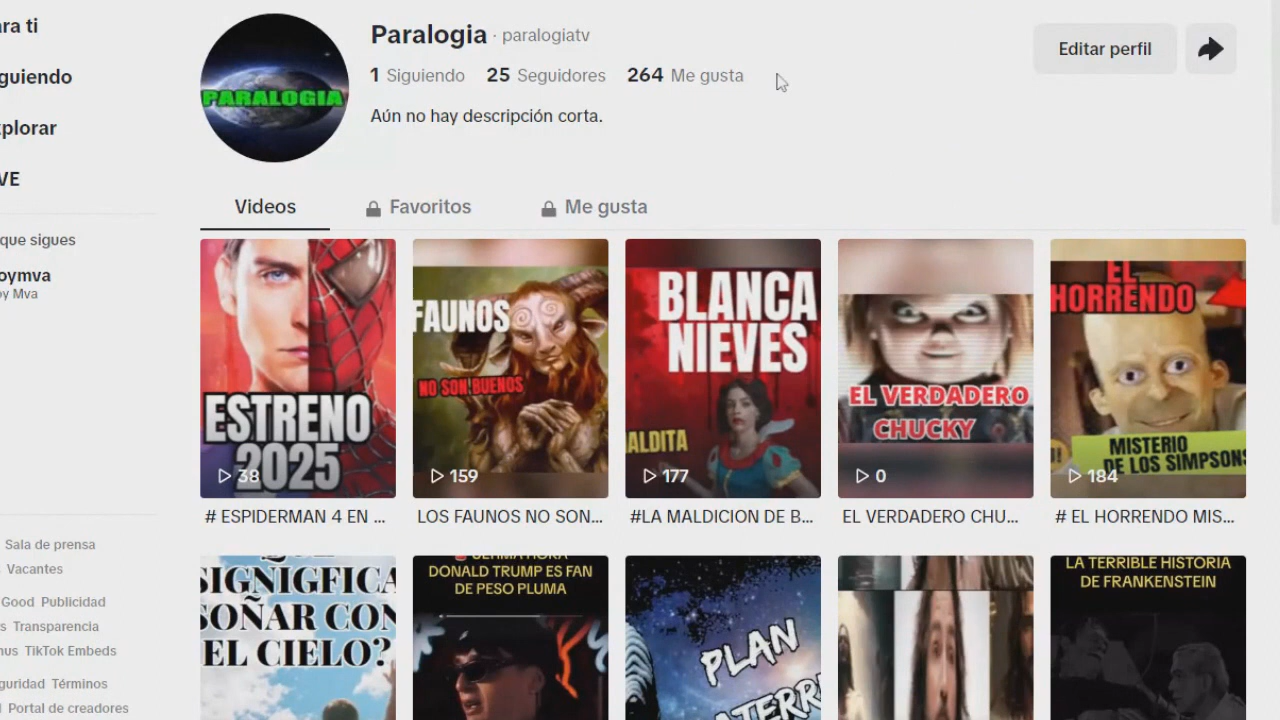 ara ti
guiendo
xplorar
VE
que sigues
oymva
oy Mva
Sala de prensa
Vacantes
Good Publicidad
s Transparencia
nus TikTok Embeds
guridad Términos
l Portal de creadores
PARALOGIA
Paralogia · paralogiatv
1 Siguiendo 25 Seguidores 264 Me gusta
Aún no hay descripción corta.
Editar perfil
Videos Favoritos Me gusta
ESTRENO
2025
38
# ESPIDERMAN 4 EN ...
FAUNOS
NO SON BUENOS
159
LOS FAUNOS NO SON...
BLANCA
NIEVES
ALDITA
177
#LA MALDICION DE B...
EL VERDADERO
CHUCKY
0
EL VERDADERO CHU...
EL
HORRENDO
MISTERIO
DE LOS SIMPSONS
184
# EL HORRENDO MIS...
SIGNIGFICA
SOÑAR CON
EL CIELO?
ULTIMA HORA
DONALD TRUMP ES FAN
DE PESO PLUMA
PLAN
LA TERRIBLE HISTORIA
DE FRANKENSTEIN